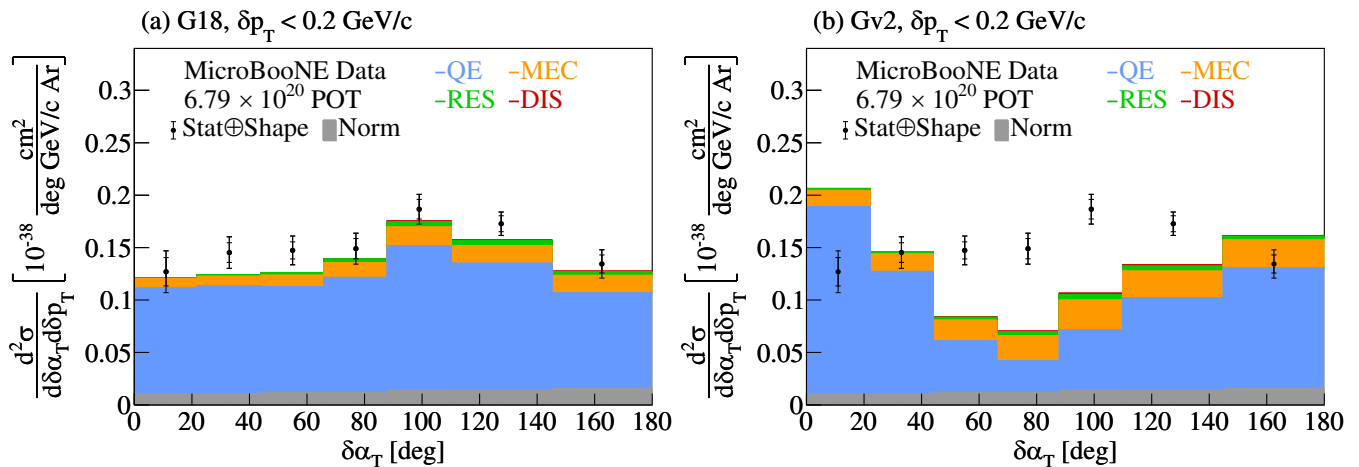 (a) G18, δp_T < 0.2 GeV/c
MicroBooNE Data
6.79 × 10^20 POT
Stat⊕Shape Norm
–QE –MEC
–RES –DIS
d²σ/dδα_Tdδp_T [10^-38 cm²/deg GeV/c Ar]
0.3
0.25
0.2
0.15
0.1
0.05
0
0 20 40 60 80 100 120 140 160 180
δα_T [deg]
(b) Gv2, δp_T < 0.2 GeV/c
MicroBooNE Data
6.79 × 10^20 POT
Stat⊕Shape Norm
–QE –MEC
–RES –DIS
d²σ/dδα_Tdδp_T [10^-38 cm²/deg GeV/c Ar]
0.3
0.25
0.2
0.15
0.1
0.05
0
0 20 40 60 80 100 120 140 160 180
δα_T [deg]